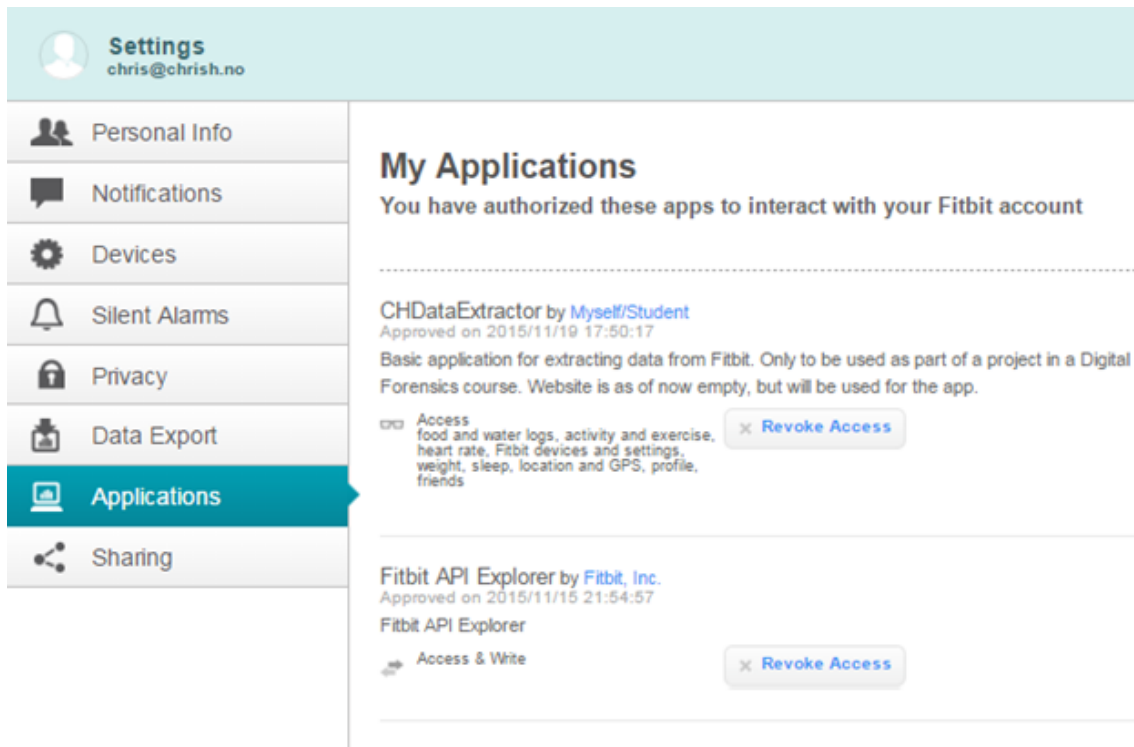 Settings
chris@chrish.no
Personal Info
Notifications
Devices
Silent Alarms
Privacy
Data Export
Applications
Sharing
My Applications
You have authorized these apps to interact with your Fitbit account
CHDataExtractor by Myself/Student
Approved on 2015/11/19 17:50:17
Basic application for extracting data from Fitbit. Only to be used as part of a project in a Digital
Forensics course. Website is as of now empty, but will be used for the app.
Access
food and water logs, activity and exercise,
heart rate, Fitbit devices and settings,
weight, sleep, location and GPS, profile,
friends
Revoke Access
Fitbit API Explorer by Fitbit, Inc.
Approved on 2015/11/15 21:54:57
Fitbit API Explorer
Access & Write
Revoke Access